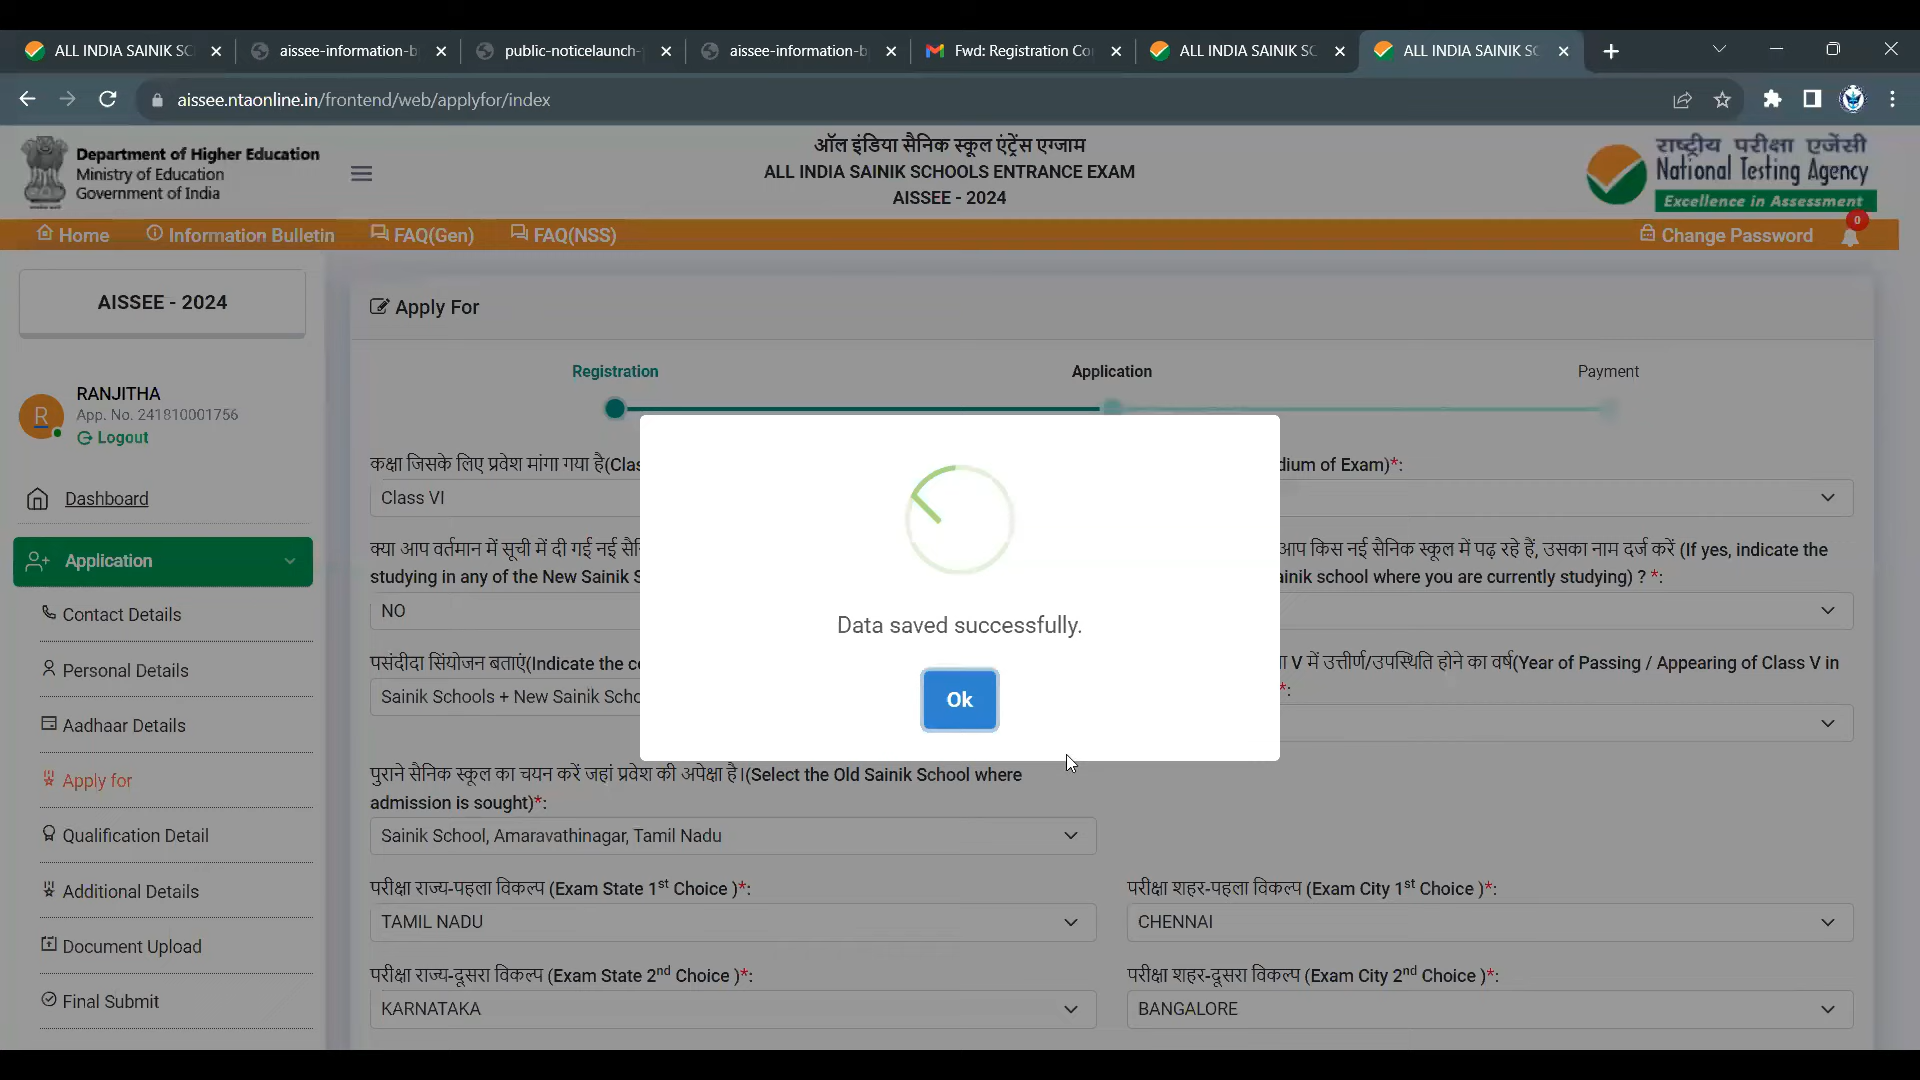 ALL INDIA SAINIK SC
aissee-information-b
public-noticelaunch-
aissee-information-b
Fwd: Registration Co
ALL INDIA SAINIK SC
ALL INDIA SAINIK SC
aissee.ntaonline.in/frontend/web/applyfor/index
Department of Higher Education
Ministry of Education
Government of India
ऑल इंडिया सैनिक स्कूल एंट्रेंस एग्जाम
ALL INDIA SAINIK SCHOOLS ENTRANCE EXAM
AISSEE - 2024
राष्ट्रीय परीक्षा एजेंसी
National Testing Agency
Excellence in Assessment
Home
Information Bulletin
FAQ(Gen)
FAQ(NSS)
Change Password
0
AISSEE - 2024
R
RANJITHA
App. No. 241810001756
Logout
Dashboard
Application
Contact Details
Personal Details
Aadhaar Details
Apply for
Qualification Detail
Additional Details
Document Upload
Final Submit
Apply For
Registration
Application
Payment
कक्षा जिसके लिए प्रवेश मांगा गया है(Clas
dium of Exam)*:
Class VI
क्या आप वर्तमान में सूची में दी गई नई सै
आप किस नई सैनिक स्कूल में पढ़ रहे हैं, उसका नाम दर्ज करें (If yes, indicate the
studying in any of the New Sainik S
ainik school where you are currently studying) ? *:
NO
पसंदीदा सिंयोजन बताएं(Indicate the co
V में उत्तीर्ण/उपस्थिति होने का वर्ष(Year of Passing / Appearing of Class V in
*:
Sainik Schools + New Sainik Scho
Data saved successfully.
Ok
पुराने सैनिक स्कूल का चयन करें जहां प्रवेश की अपेक्षा है।(Select the Old Sainik School where
admission is sought)*:
Sainik School, Amaravathinagar, Tamil Nadu
परीक्षा राज्य-पहला विकल्प (Exam State 1st Choice )*:
परीक्षा शहर-पहला विकल्प (Exam City 1st Choice )*:
TAMIL NADU
CHENNAI
परीक्षा राज्य-दूसरा विकल्प (Exam State 2nd Choice )*:
परीक्षा शहर-दूसरा विकल्प (Exam City 2nd Choice )*:
KARNATAKA
BANGALORE